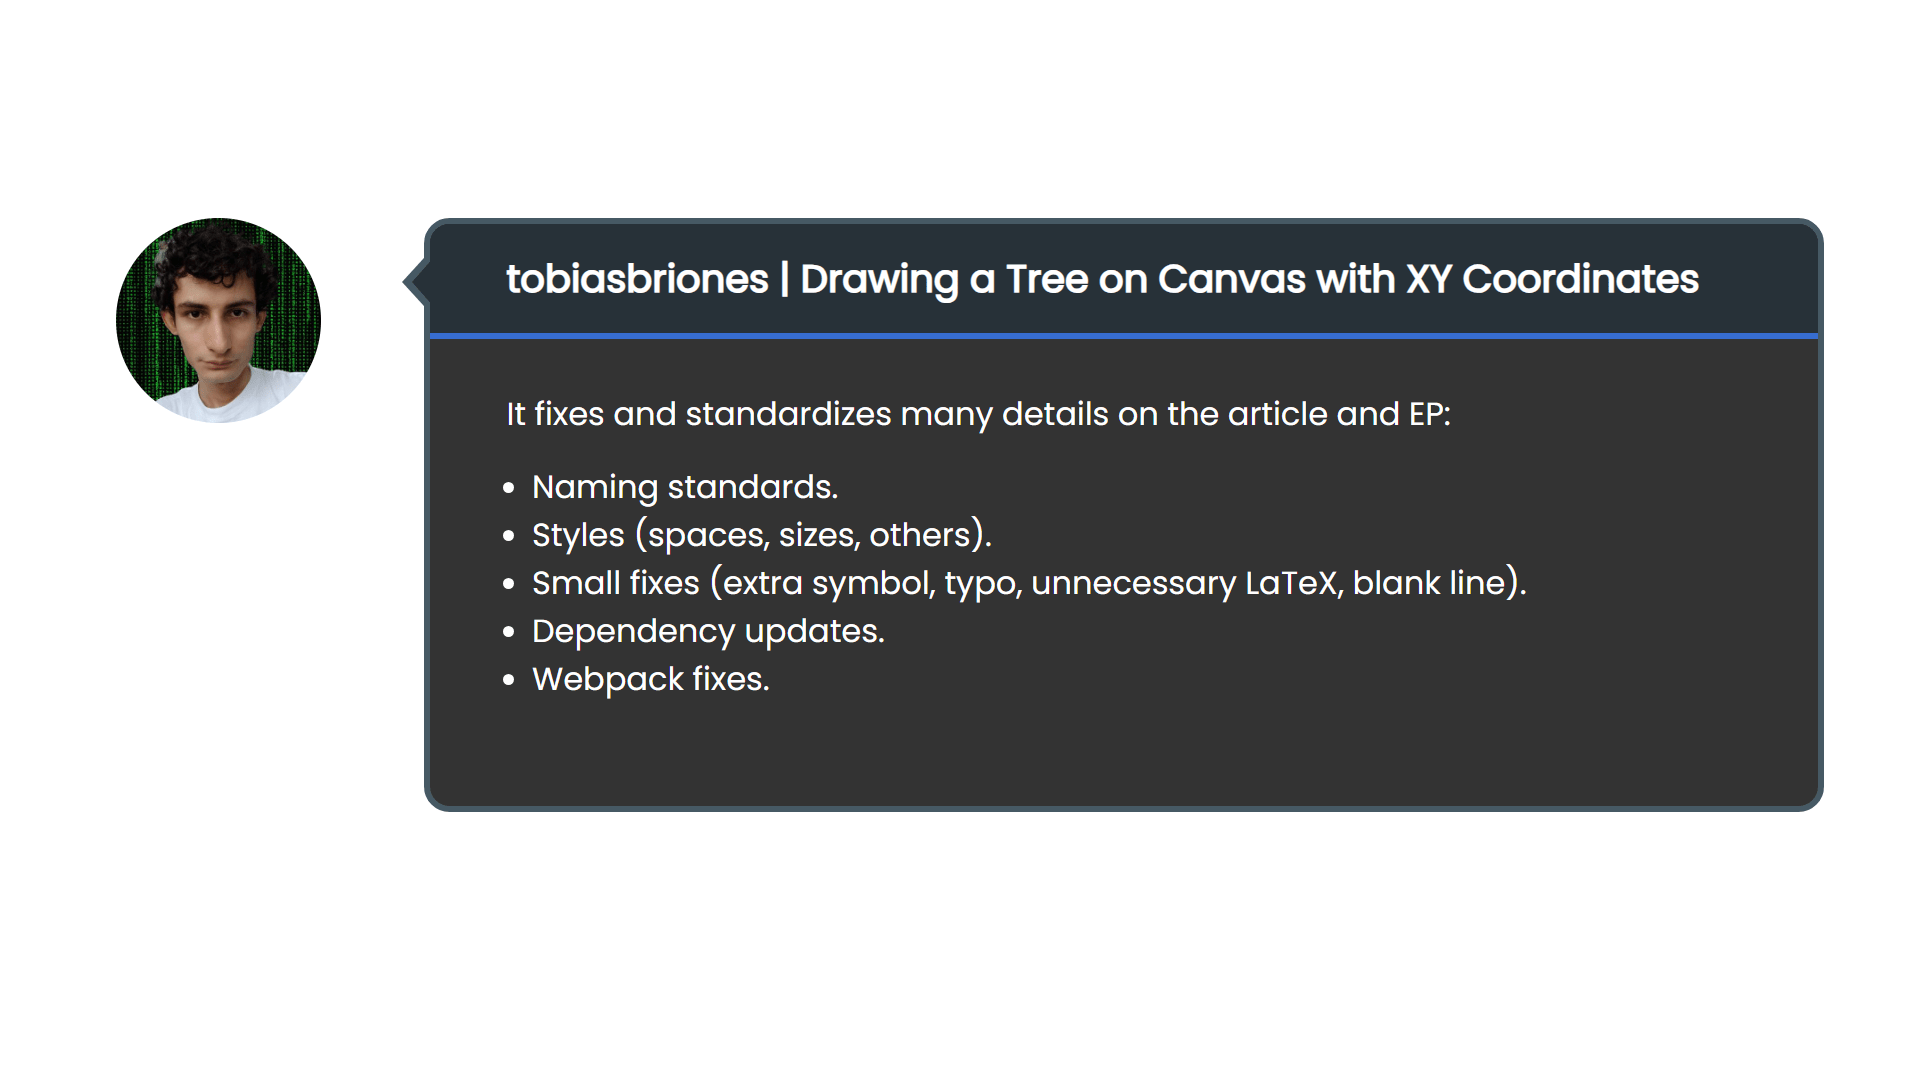 tobiasbriones | Drawing a Tree on Canvas with XY Coordinates
It fixes and standardizes many details on the article and EP:
• Naming standards.
• Styles (spaces, sizes, others).
• Small fixes (extra symbol, typo, unnecessary LaTeX, blank line).
• Dependency updates.
• Webpack fixes.